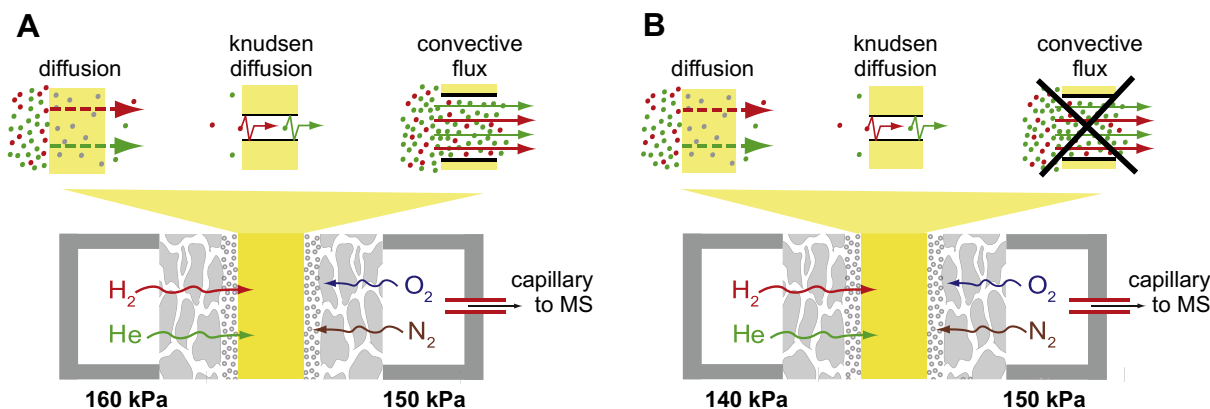 A
diffusion
knudsen
diffusion
convective
flux
H2
He
O2
N2
capillary
to MS
160 kPa
150 kPa
B
diffusion
knudsen
diffusion
convective
flux
H2
He
O2
N2
capillary
to MS
140 kPa
150 kPa